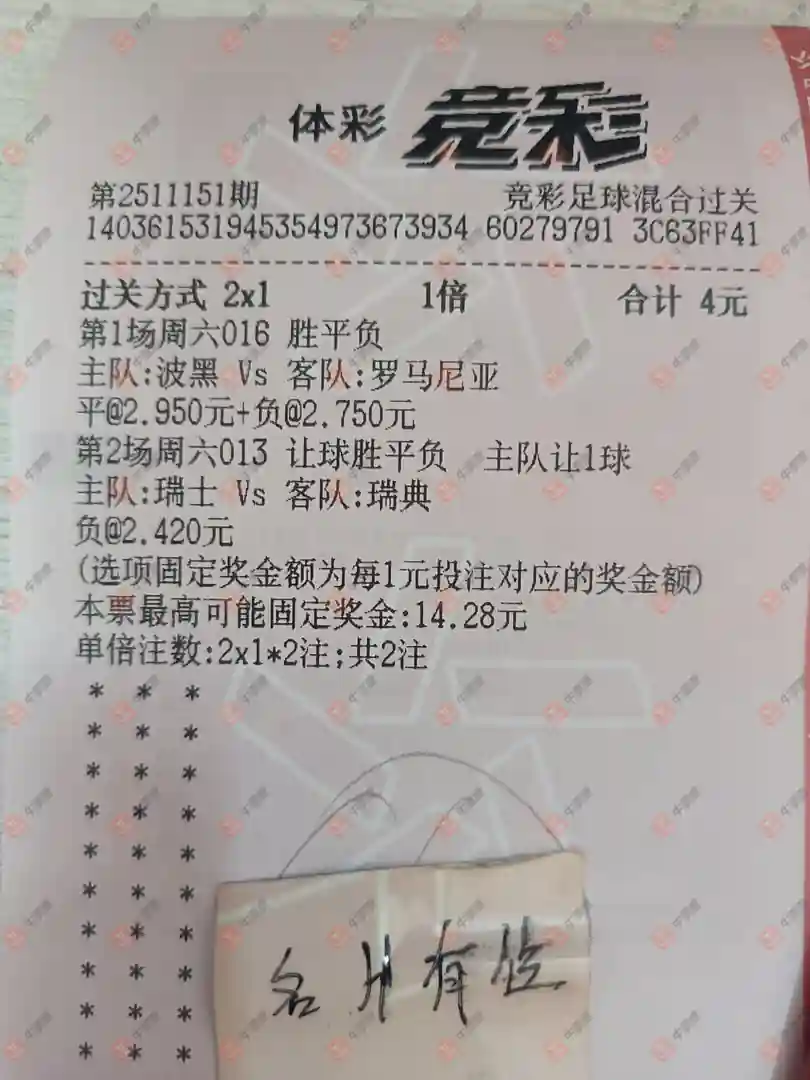 体彩 竞彩
第2511151期 竞彩足球混合过关
140361531945354973673934 60279791 3C63FF41
过关方式 2x1 1倍 合计 4元
第1场周六016 胜平负
主队:波黑 Vs 客队:罗马尼亚
平@2.950元+负@2.750元
第2场周六013 让球胜平负 主队让1球
主队:瑞士 Vs 客队:瑞典
负@2.420元
(选项固定奖金额为每1元投注对应的奖金额)
本票最高可能固定奖金:14.28元
单倍注数:2x1*2注;共2注
* * *
* * *
* * *
* * *
* * *
* * *
* * *
* * *
* * *
* * *
名片有位